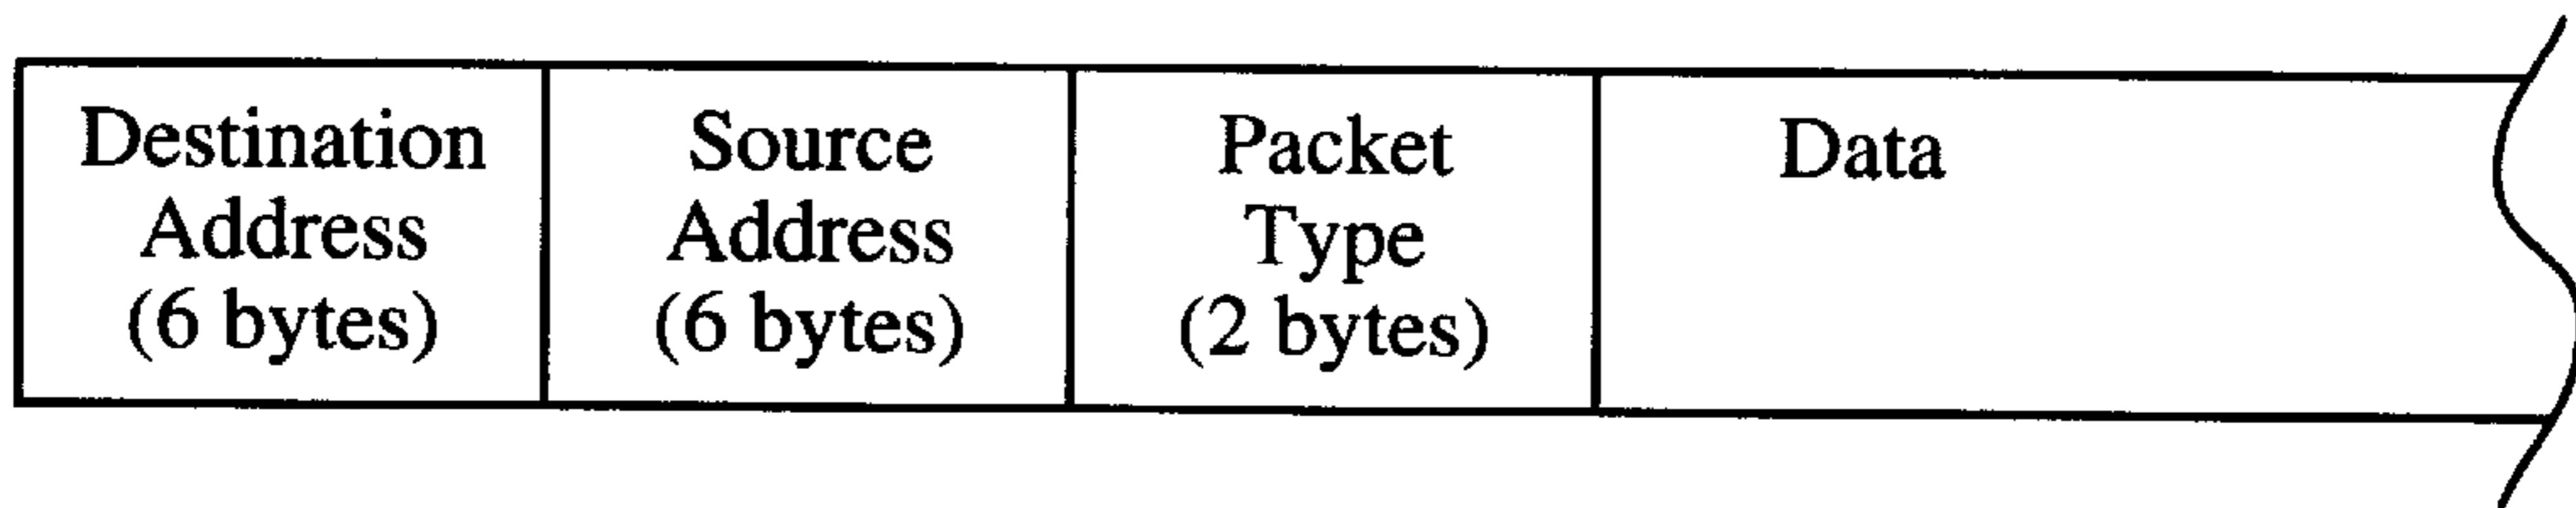 Destination
Address
(6 bytes)
Source
Address
(6 bytes)
Packet
Type
(2 bytes)
Data